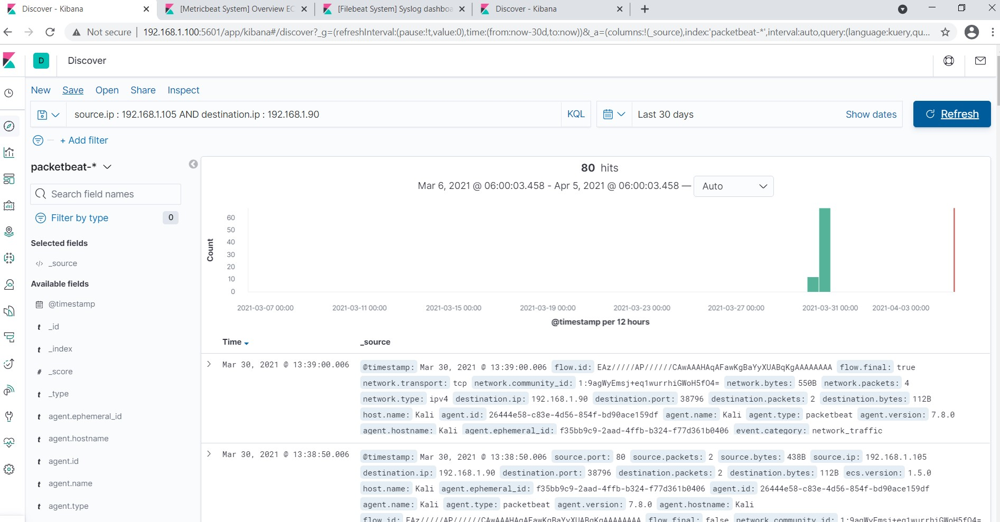 Discover - Kibana
[Metricbeat System] Overview EC
[Filebeat System] Syslog dashboa
Discover - Kibana
Not secure | 192.168.1.100:5601/app/kibana#/discover?_g=(refreshInterval:(pause:!t,value:0),time:(from:now-30d,to:now))&_a=(columns:!(_source),index:'packetbeat-*',interval:auto,query:(language:kuery,qu...
D Discover
New Save Open Share Inspect
source.ip : 192.168.1.105 AND destination.ip : 192.168.1.90 KQL Last 30 days Show dates Refresh
+ Add filter
packetbeat-*
Search field names
Filter by type 0
Selected fields
</> _source
Available fields
@timestamp
t _id
t _index
# _score
t _type
t agent.ephemeral_id
t agent.hostname
t agent.id
t agent.name
t agent.type
80 hits
Mar 6, 2021 @ 06:00:03.458 - Apr 5, 2021 @ 06:00:03.458 — Auto
Count
60
50
40
30
20
10
0
2021-03-07 00:00 2021-03-11 00:00 2021-03-15 00:00 2021-03-19 00:00 2021-03-23 00:00 2021-03-27 00:00 2021-03-31 00:00 2021-04-03 00:00
@timestamp per 12 hours
Time _source
Mar 30, 2021 @ 13:39:00.006 @timestamp: Mar 30, 2021 @ 13:39:00.006 flow.id: EAz/////AP//////CAwAAAHAqAFawKgBaYyXUABqKgAAAAAAAA flow.final: true
network.transport: tcp network.community_id: 1:9agWyEmsj+eq1wurrhiGWoH5fO4= network.bytes: 550B network.packets: 4
network.type: ipv4 destination.ip: 192.168.1.90 destination.port: 38796 destination.packets: 2 destination.bytes: 112B
host.name: Kali agent.id: 26444e58-c83e-4d56-854f-bd90ace159df agent.name: Kali agent.type: packetbeat agent.version: 7.8.0
agent.hostname: Kali agent.ephemeral_id: f35bb9c9-2aad-4ffb-b324-f77d361b0406 event.category: network_traffic
Mar 30, 2021 @ 13:38:50.006 @timestamp: Mar 30, 2021 @ 13:38:50.006 source.port: 80 source.packets: 2 source.bytes: 438B source.ip: 192.168.1.105
destination.ip: 192.168.1.90 destination.port: 38796 destination.packets: 2 destination.bytes: 112B ecs.version: 1.5.0
host.name: Kali agent.ephemeral_id: f35bb9c9-2aad-4ffb-b324-f77d361b0406 agent.id: 26444e58-c83e-4d56-854f-bd90ace159df
agent.name: Kali agent.type: packetbeat agent.version: 7.8.0 agent.hostname: Kali
flow.id: EAz/////AP//////CAwAAAHAqAFawKgBaYyXUABqKgAAAAAAAA flow.final: false network.community_id: 1:9agWyEmsj+eq1wurrhiGWoH5fO4=